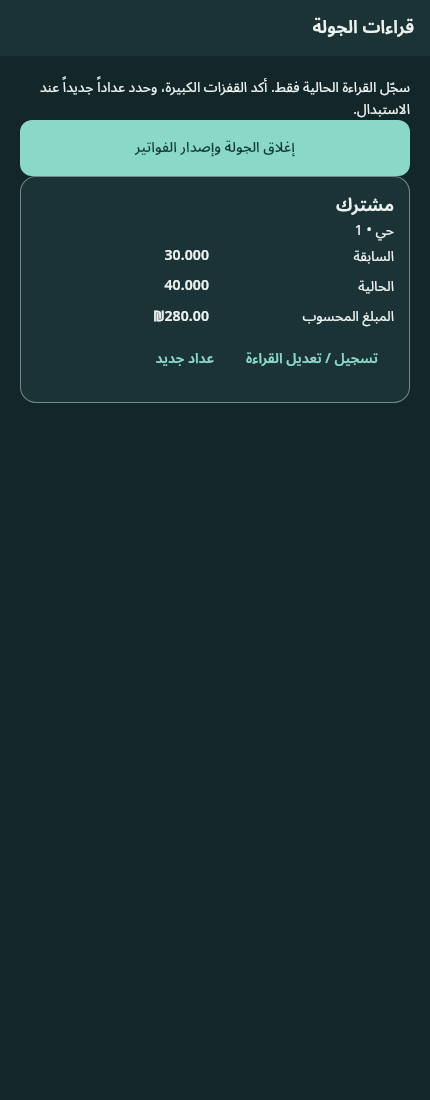 قراءات الجولة
سجّل القراءة الحالية فقط. أكد القفزات الكبيرة، وحدد عداداً جديداً عند
الاستبدال.
إغلاق الجولة وإصدار الفواتير
مشترك
حي • 1
السابقة 30.000
الحالية 40.000
المبلغ المحسوب ₪280.00
تسجيل / تعديل القراءة عداد جديد